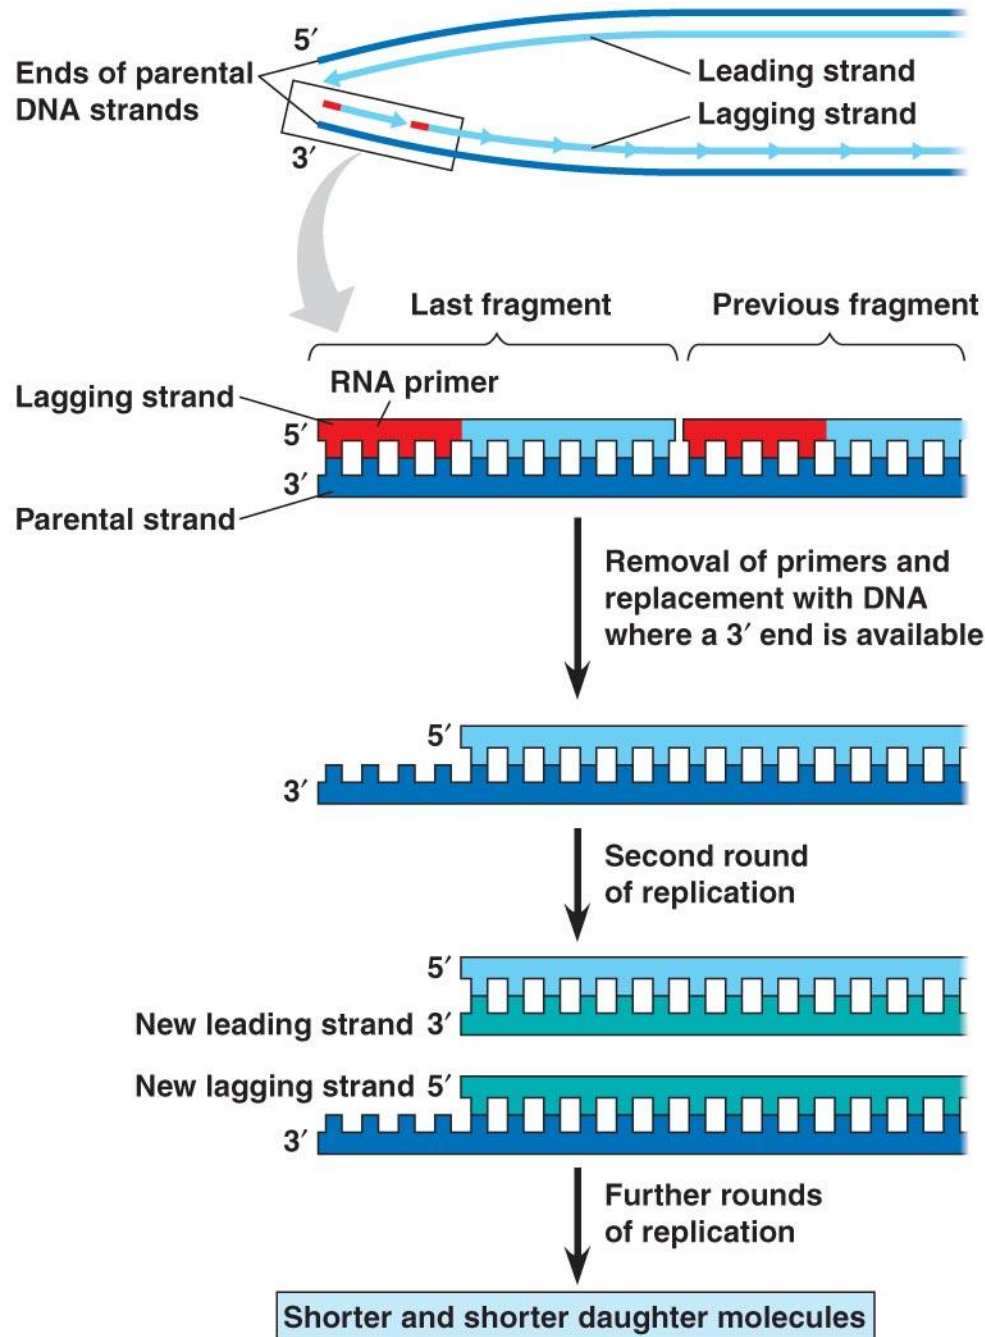 5′
Ends of parental
DNA strands
Leading strand
Lagging strand
3′
Last fragment
Previous fragment
RNA primer
Lagging strand
5′
3′
Parental strand
Removal of primers and
replacement with DNA
where a 3′ end is available
5′
3′
Second round
of replication
5′
New leading strand 3′
New lagging strand 5′
3′
Further rounds
of replication
Shorter and shorter daughter molecules